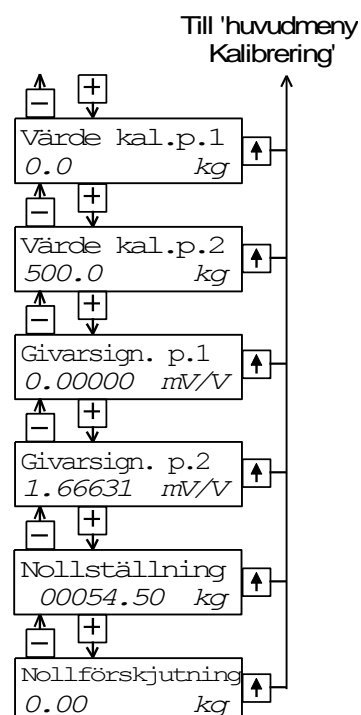 Till 'huvudmeny
Kalibrering'
− +
Värde kal.p.1
0.0 kg
− +
Värde kal.p.2
500.0 kg
− +
Givarsign. p.1
0.00000 mV/V
− +
Givarsign. p.2
1.66631 mV/V
− +
Nollställning
00054.50 kg
− +
Nollförskjutning
0.00 kg